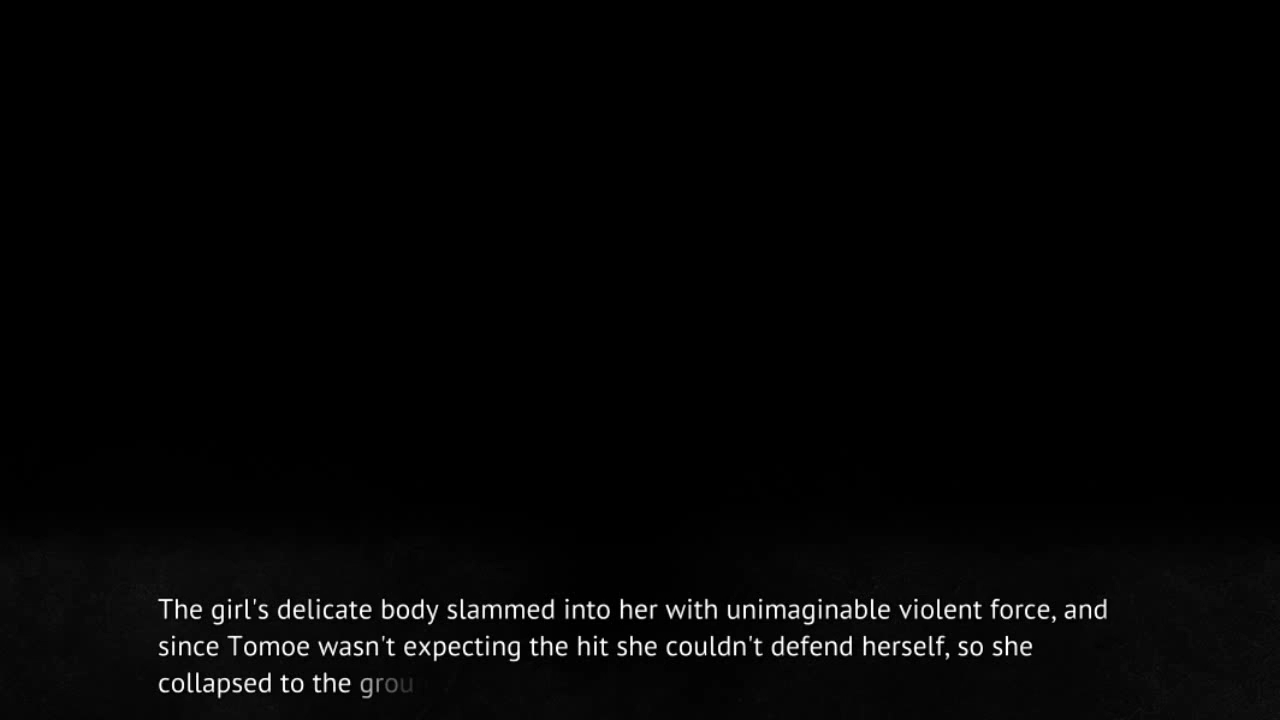 The girl's delicate body slammed into her with unimaginable violent force, and
since Tomoe wasn't expecting the hit she couldn't defend herself, so she
collapsed to the grou